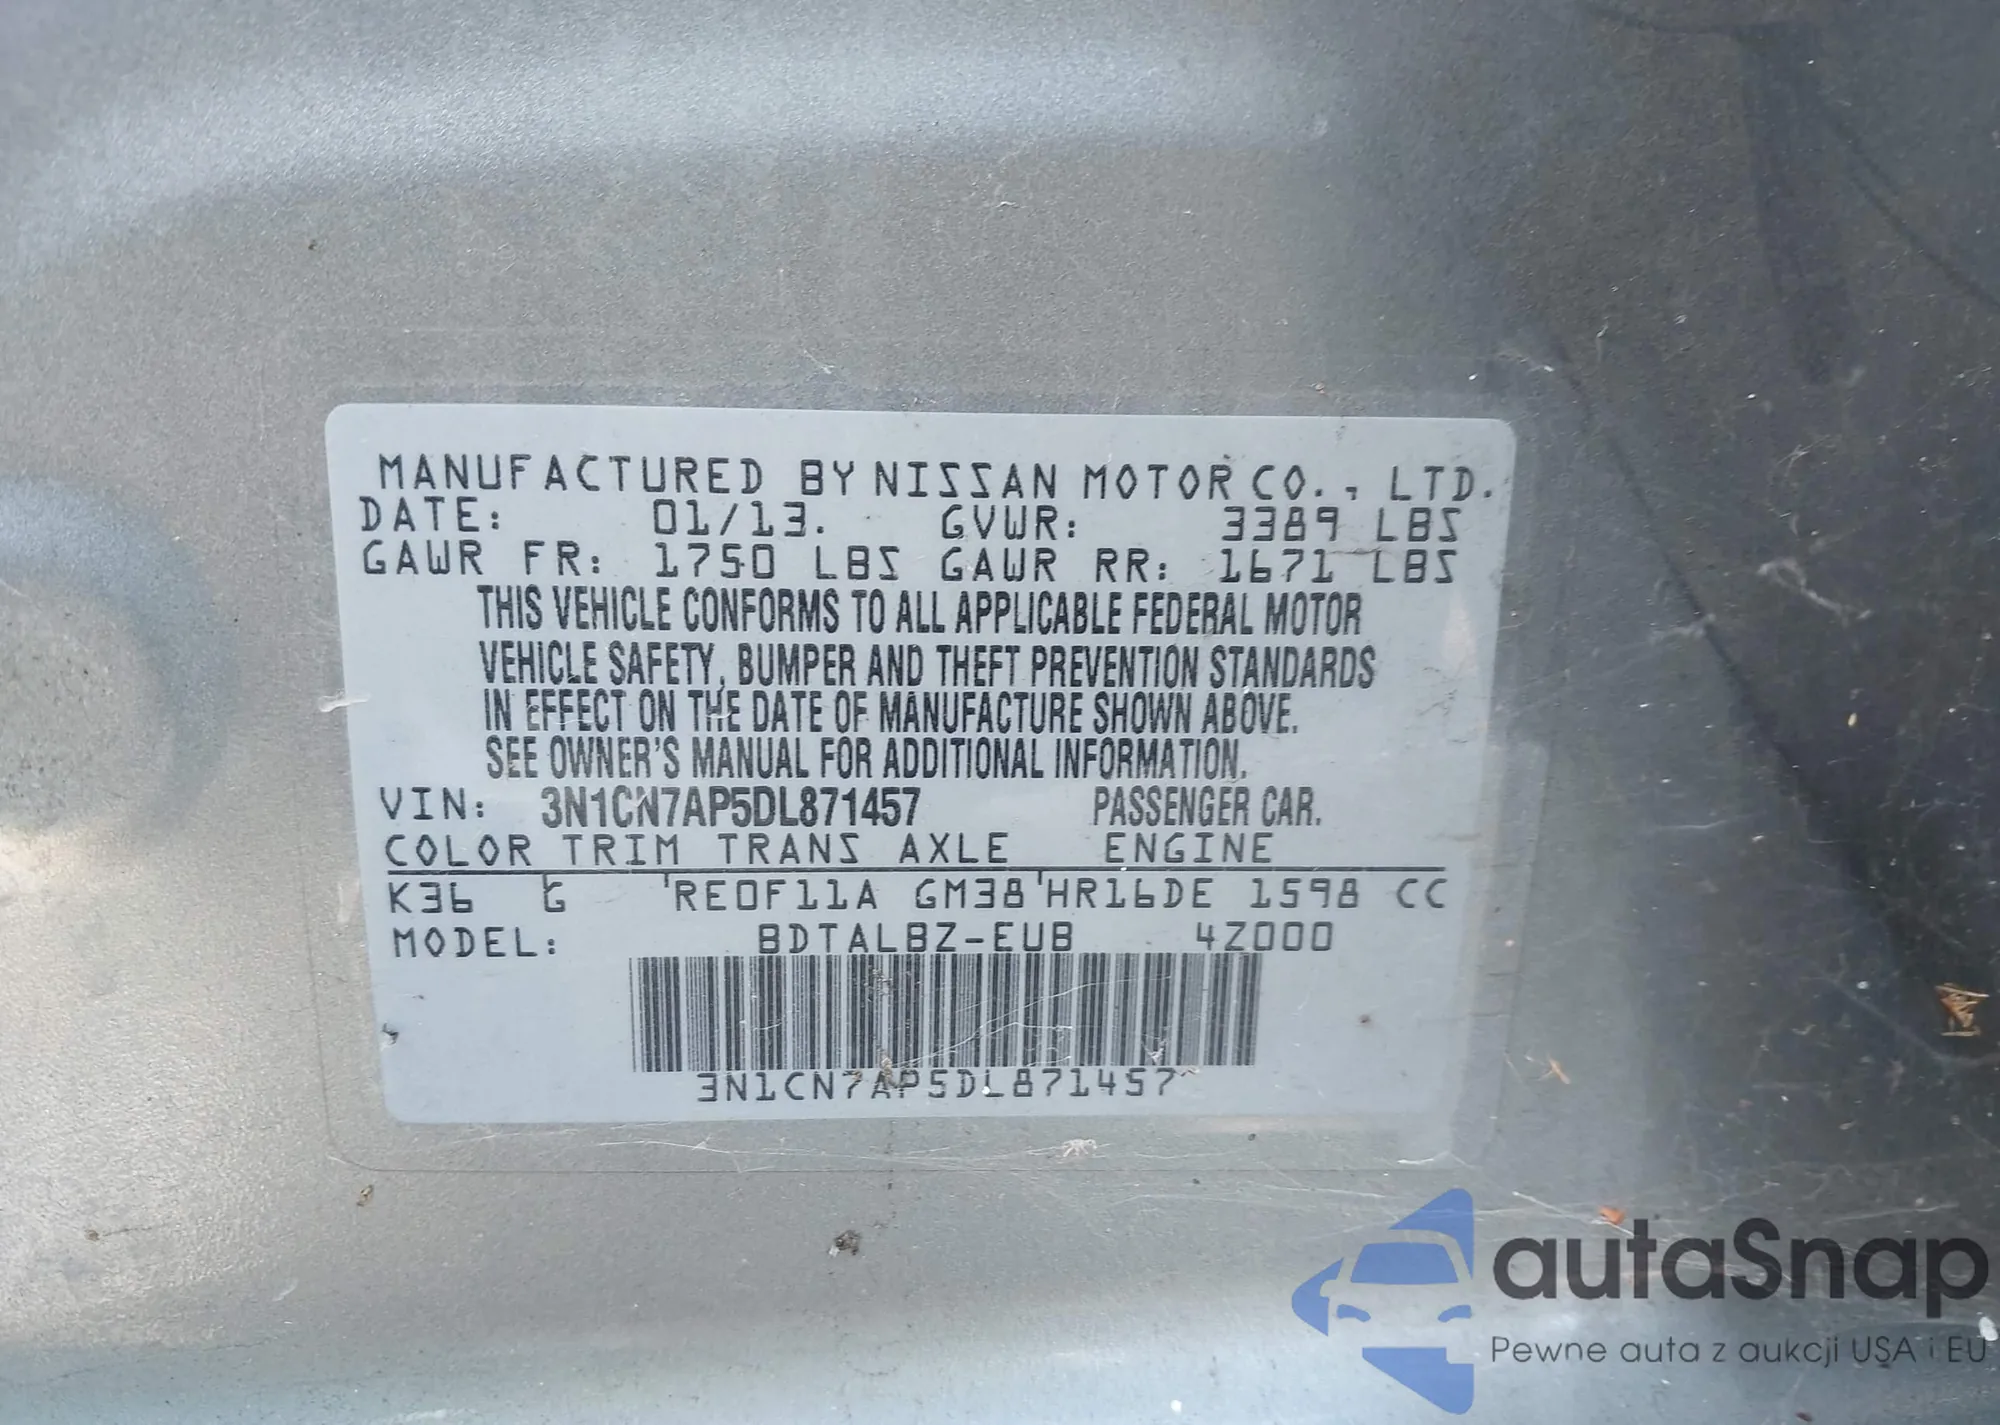 MANUFACTURED BY NISSAN MOTOR CO., LTD.
DATE: 01/13. GVWR: 3389 LBS
GAWR FR: 1750 LBS GAWR RR: 1671 LBS
THIS VEHICLE CONFORMS TO ALL APPLICABLE FEDERAL MOTOR
VEHICLE SAFETY, BUMPER AND THEFT PREVENTION STANDARDS
IN EFFECT ON THE DATE OF MANUFACTURE SHOWN ABOVE.
SEE OWNER'S MANUAL FOR ADDITIONAL INFORMATION.
VIN: 3N1CN7AP5DL871457 PASSENGER CAR.
COLOR TRIM TRANS AXLE ENGINE
K36 G RE0F11A GM38 HR16DE 1598 CC
MODEL: BDTALBZ-EUB 4Z000
3N1CN7AP5DL871457
autaSnap
Pewne auta z aukcji USA i EU